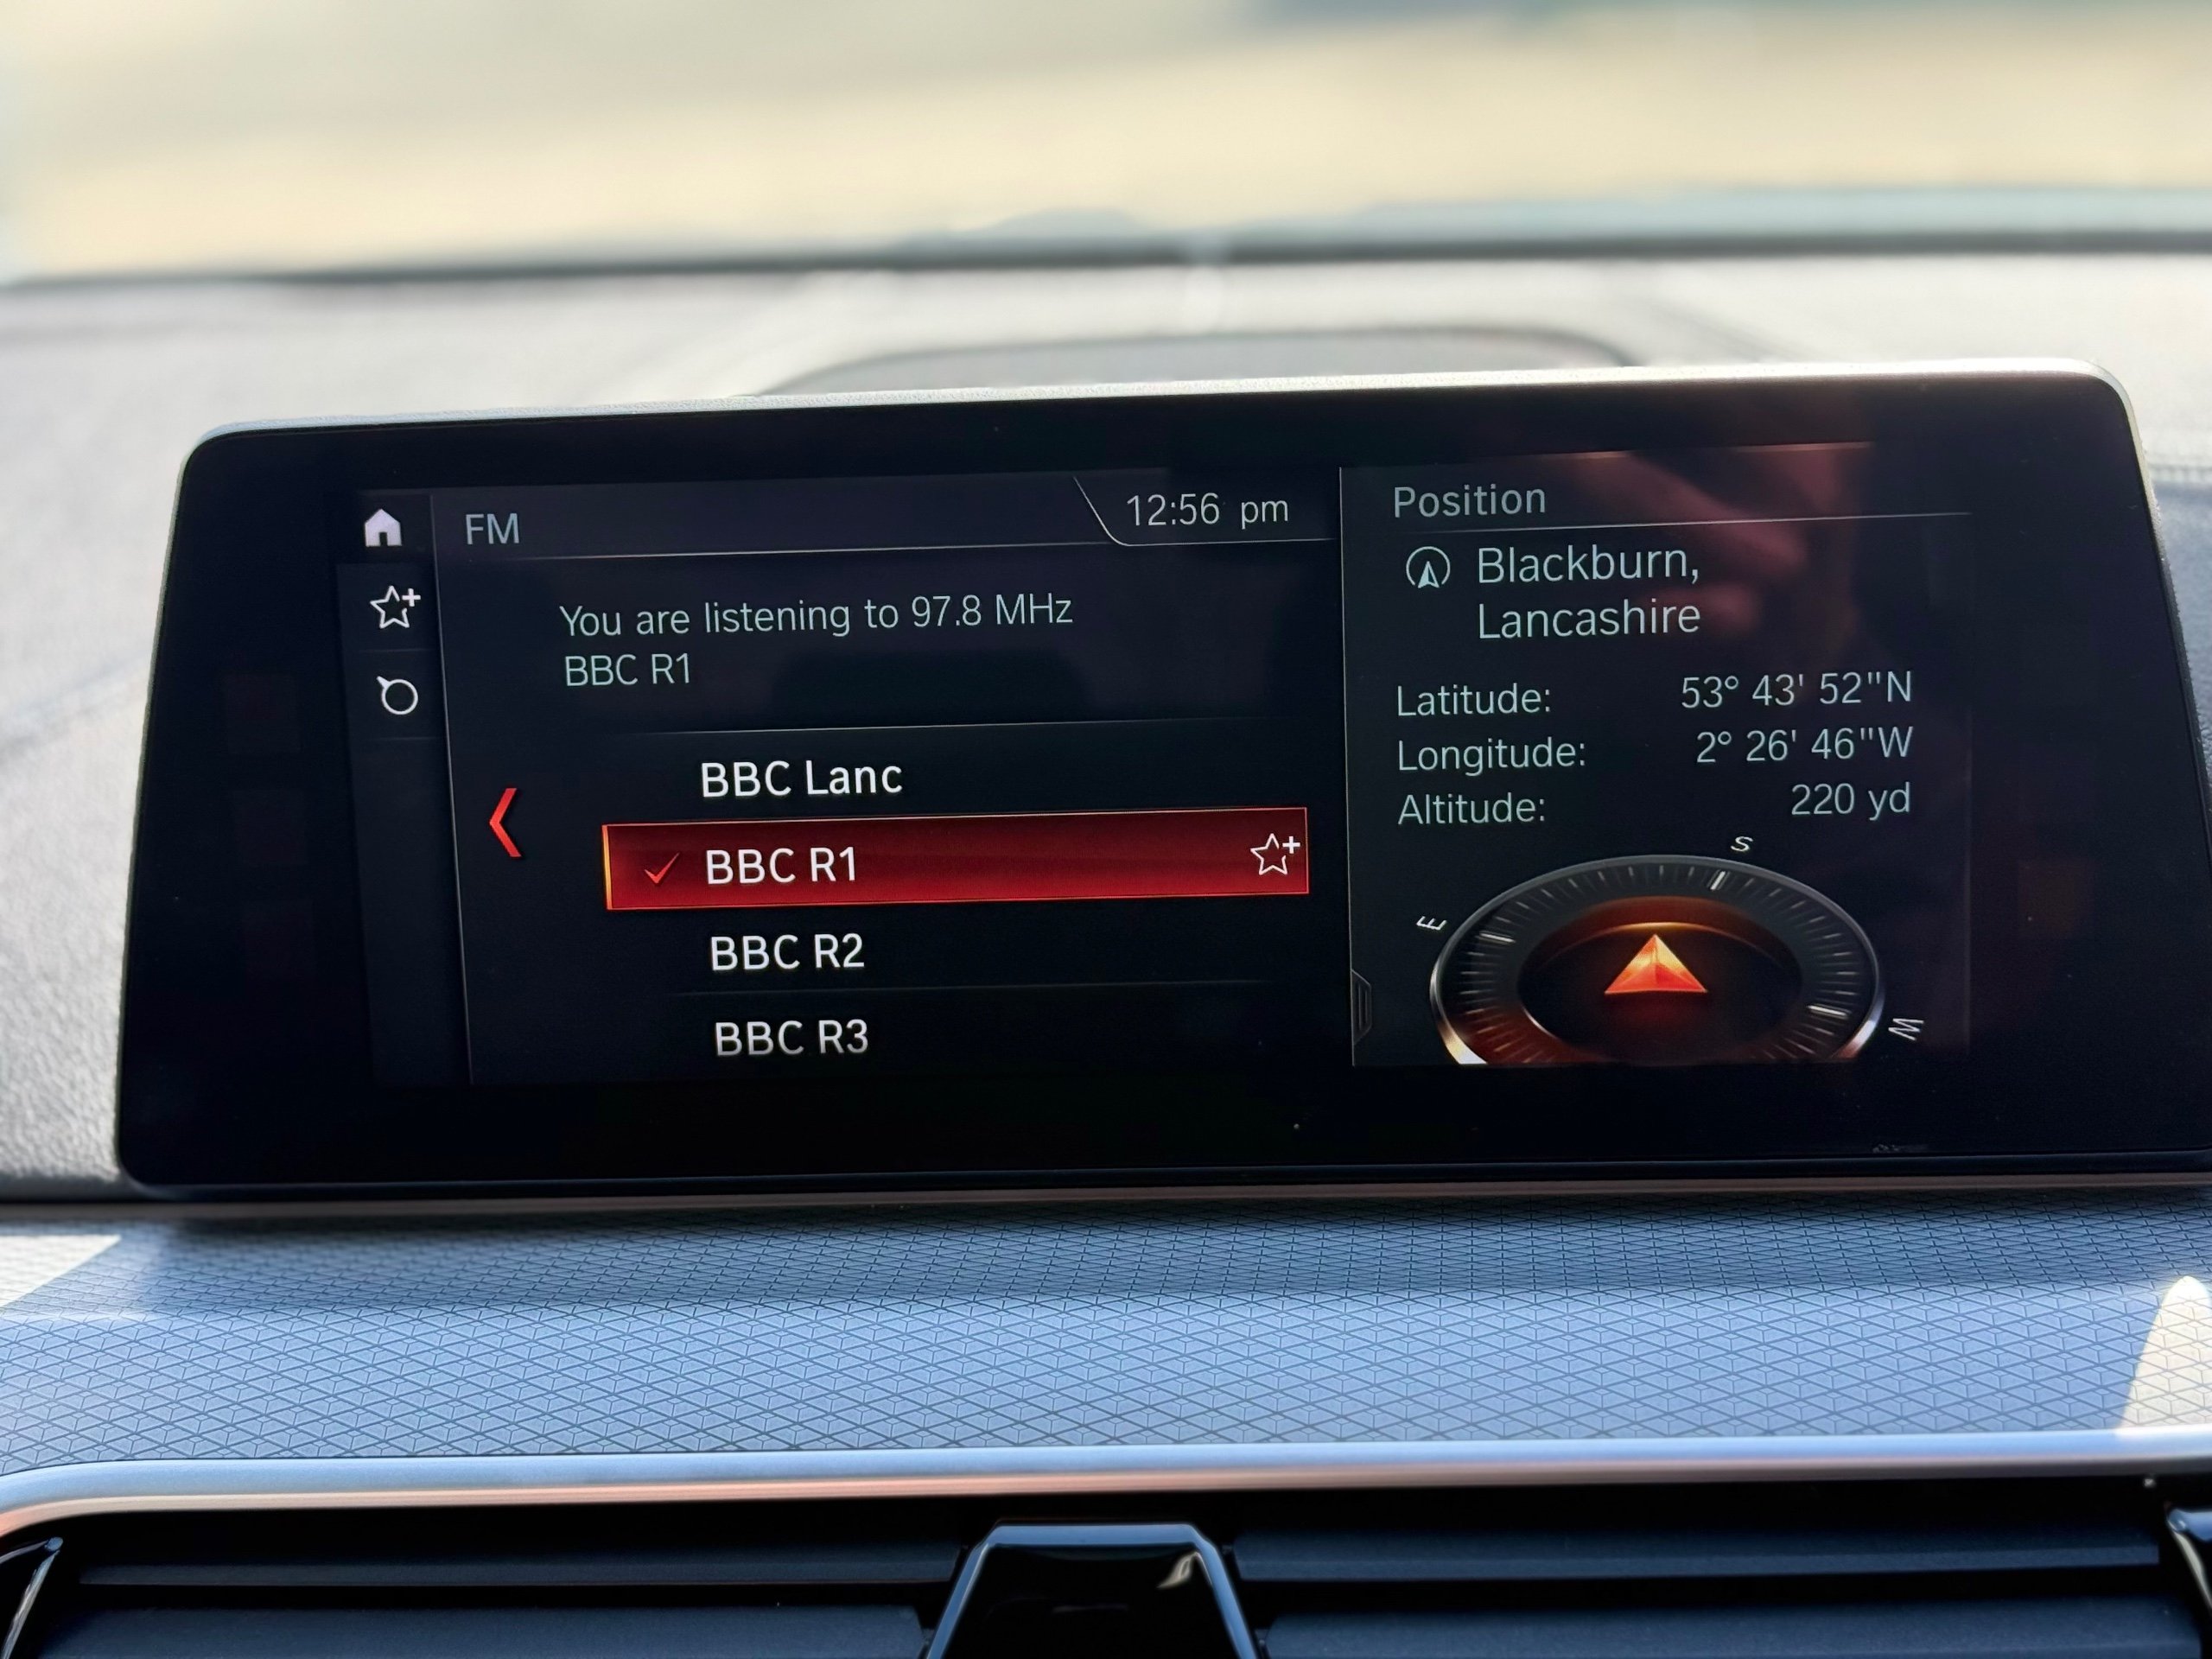 FM
12:56 pm
You are listening to 97.8 MHz
BBC R1
BBC Lanc
BBC R1
BBC R2
BBC R3
Position
Blackburn,
Lancashire
Latitude: 53° 43' 52"N
Longitude: 2° 26' 46"W
Altitude: 220 yd
S
E
W